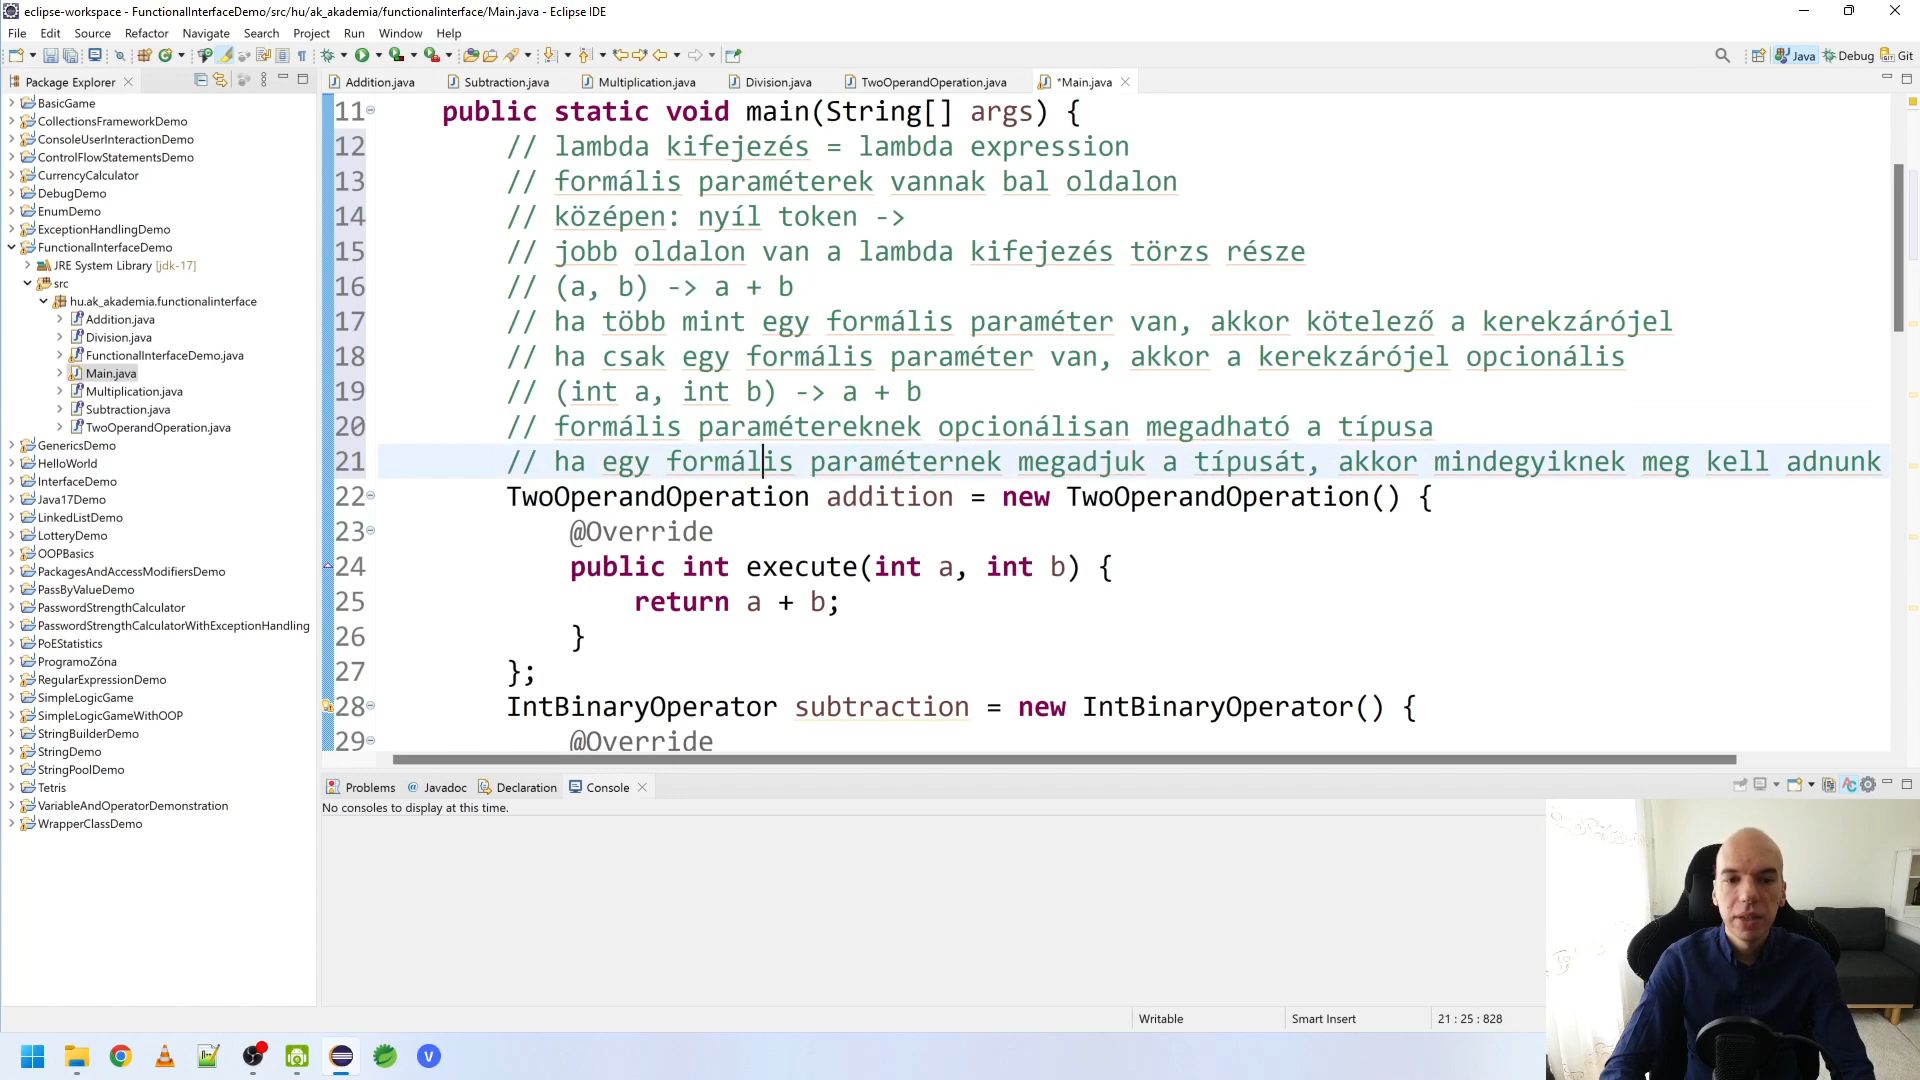 eclipse-workspace - FunctionalInterfaceDemo/src/hu/ak_akademia/functionalinterface/Main.java - Eclipse IDE
File Edit Source Refactor Navigate Search Project Run Window Help
Java Debug Git
Package Explorer
BasicGame
CollectionsFrameworkDemo
ConsoleUserInteractionDemo
ControlFlowStatementsDemo
CurrencyCalculator
DebugDemo
EnumDemo
ExceptionHandlingDemo
FunctionalInterfaceDemo
JRE System Library [jdk-17]
src
hu.ak_akademia.functionalinterface
Addition.java
Division.java
FunctionalInterfaceDemo.java
Main.java
Multiplication.java
Subtraction.java
TwoOperandOperation.java
GenericsDemo
HelloWorld
InterfaceDemo
Java17Demo
LinkedListDemo
LotteryDemo
OOPBasics
PackagesAndAccessModifiersDemo
PassByValueDemo
PasswordStrengthCalculator
PasswordStrengthCalculatorWithExceptionHandling
PoEStatistics
ProgramoZóna
RegularExpressionDemo
SimpleLogicGame
SimpleLogicGameWithOOP
StringBuilderDemo
StringDemo
StringPoolDemo
Tetris
VariableAndOperatorDemonstration
WrapperClassDemo
Addition.java Subtraction.java Multiplication.java Division.java TwoOperandOperation.java *Main.java
11 public static void main(String[] args) {
12 // lambda kifejezés = lambda expression
13 // formális paraméterek vannak bal oldalon
14 // középen: nyíl token ->
15 // jobb oldalon van a lambda kifejezés törzs része
16 // (a, b) -> a + b
17 // ha több mint egy formális paraméter van, akkor kötelező a kerekzárójel
18 // ha csak egy formális paraméter van, akkor a kerekzárójel opcionális
19 // (int a, int b) -> a + b
20 // formális paramétereknek opcionálisan megadható a típusa
21 // ha egy formális paraméternek megadjuk a típusát, akkor mindegyiknek meg kell adnunk
22 TwoOperandOperation addition = new TwoOperandOperation() {
23 @Override
24 public int execute(int a, int b) {
25 return a + b;
26 }
27 };
28 IntBinaryOperator subtraction = new IntBinaryOperator() {
29 @Override
Problems @ Javadoc Declaration Console
No consoles to display at this time.
Writable Smart Insert 21 : 25 : 828
V